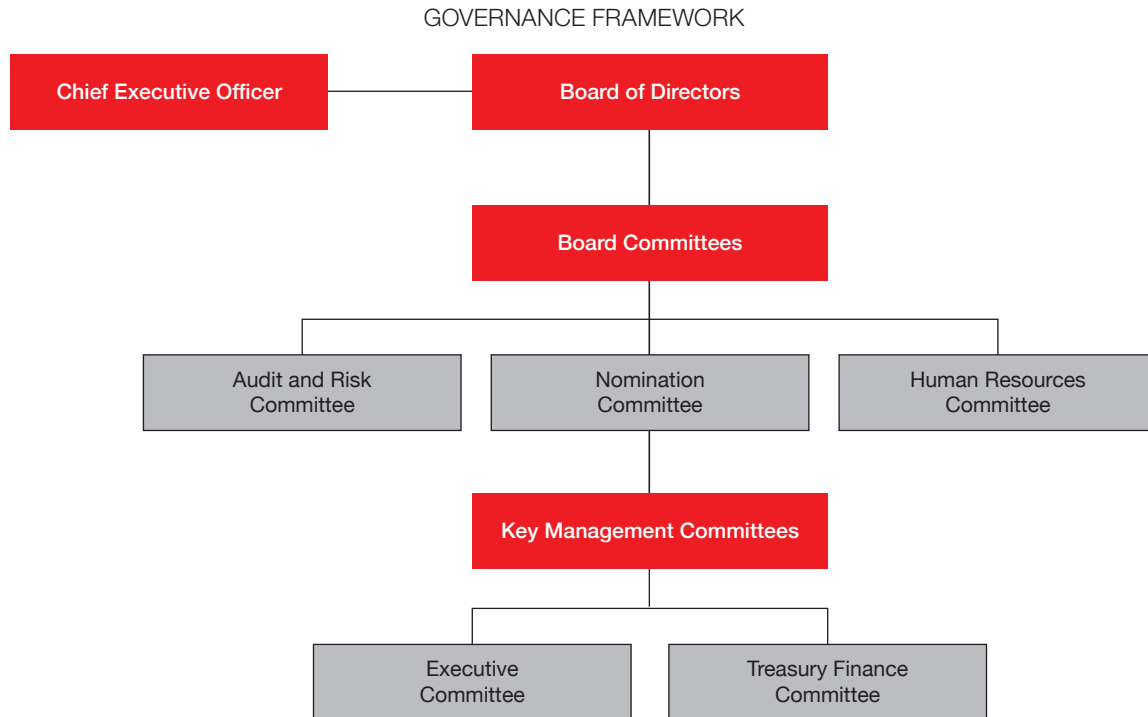 GOVERNANCE FRAMEWORK
Chief Executive Officer
Board of Directors
Board Committees
Audit and Risk
Committee
Nomination
Committee
Human Resources
Committee
Key Management Committees
Executive
Committee
Treasury Finance
Committee